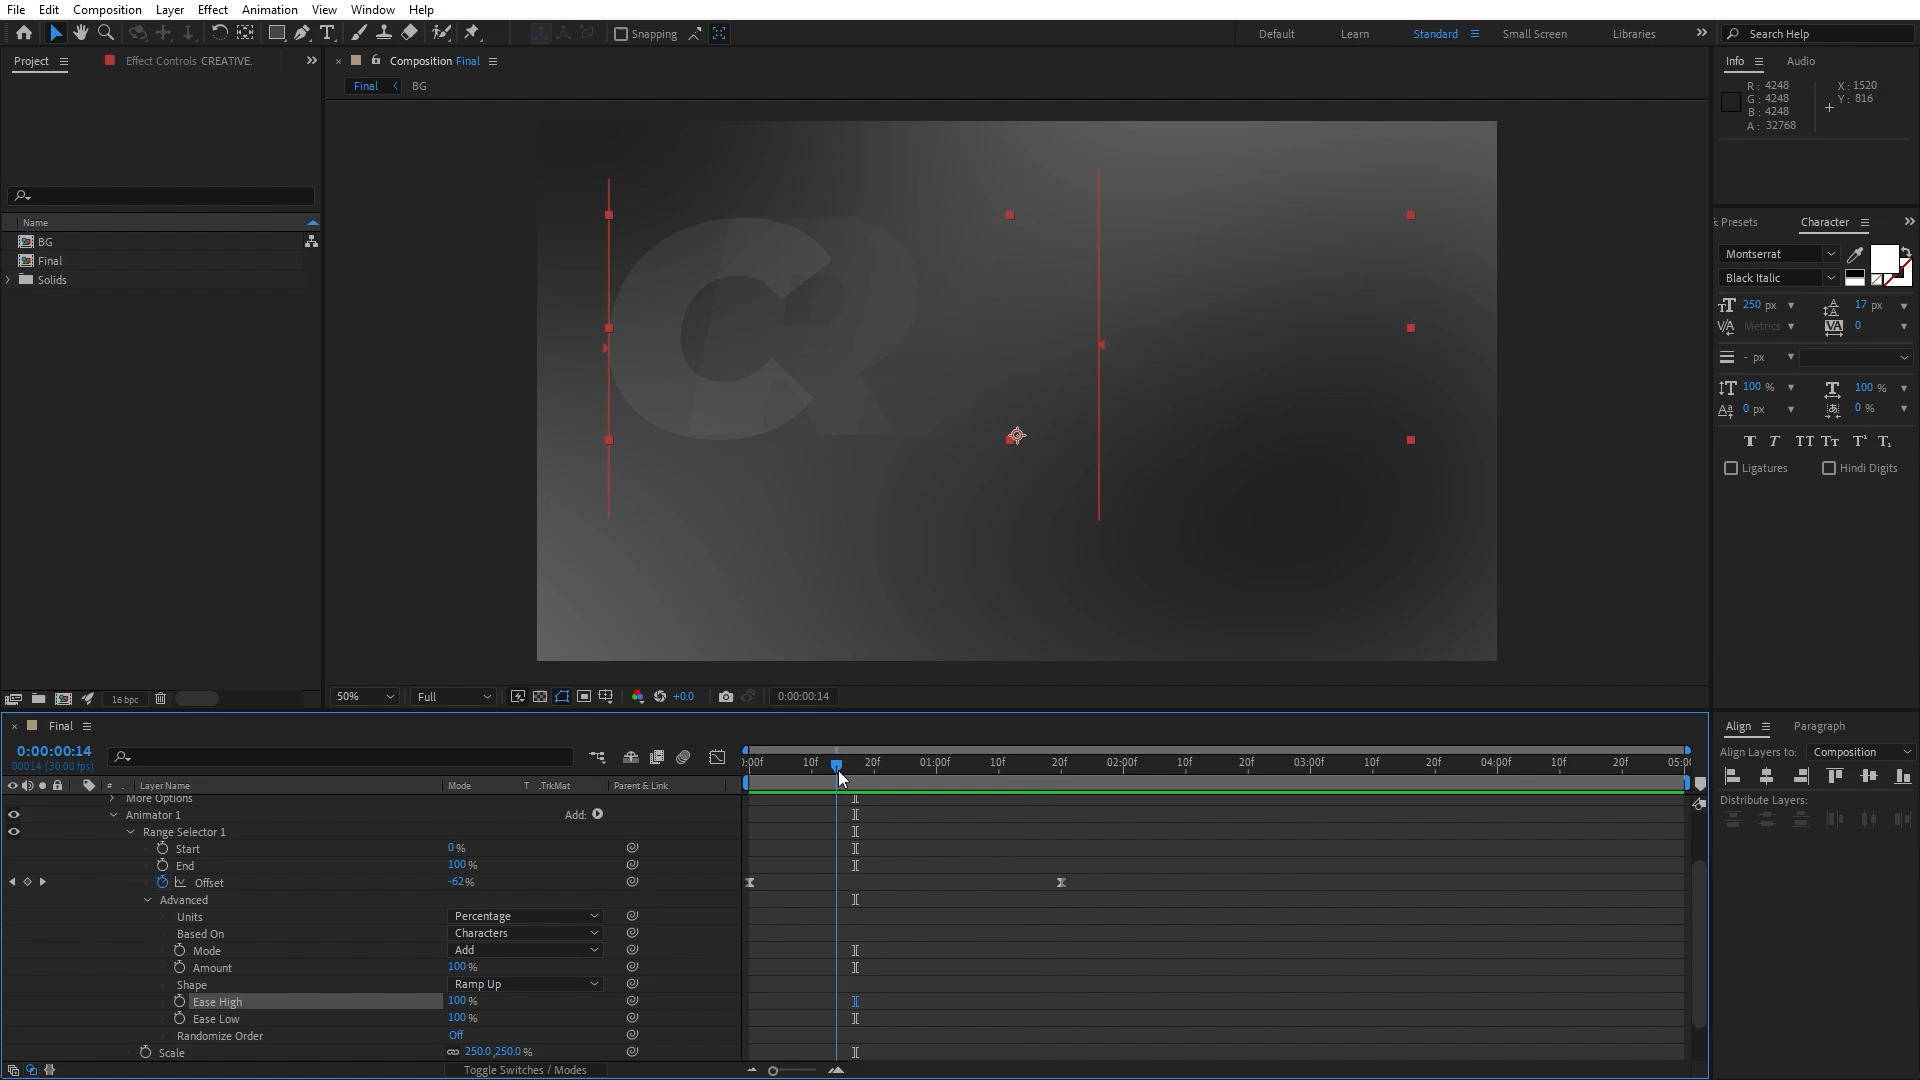 File Edit Composition Layer Effect Animation View Window Help
Snapping Default Learn Standard Small Screen Libraries Search Help
Project Effect Controls CREATIVE. Composition Final Info Audio
Final BG
R: 4248 X: 1520
G: 4248 Y: 816
B: 4248
A: 32768
Name
BG
Final
Solids
Presets Character
Montserrat
Black Italic
250 px 17 px
Metrics 0
- px
100 % 100 %
0 px 0 %
T T TT Tt T¹ T₁
Ligatures Hindi Digits
CR
16 bpc 50% Full +0.0 0:00:00:14
Final
0:00:00:14
00014 (30.00 fps)
0:00f 10f 20f 01:00f 10f 20f 02:00f 10f 20f 03:00f 10f 20f 04:00f 10f 20f 05:00
# Layer Name Mode T .TrkMat Parent & Link
More Options
Animator 1 Add:
Range Selector 1
Start 0 %
End 100 %
Offset -62 %
Advanced
Units Percentage
Based On Characters
Mode Add
Amount 100 %
Shape Ramp Up
Ease High 100 %
Ease Low 100 %
Randomize Order Off
Scale 250.0 ,250.0 %
Toggle Switches / Modes
Align Paragraph
Align Layers to: Composition
Distribute Layers: